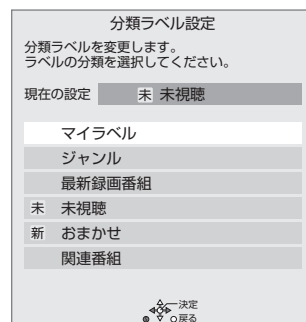 分類ラベル設定
分類ラベルを変更します。
ラベルの分類を選択してください。
現在の設定 未 未視聴
マイラベル
ジャンル
最新録画番組
未 未視聴
新 おまかせ
関連番組
決定
戻る